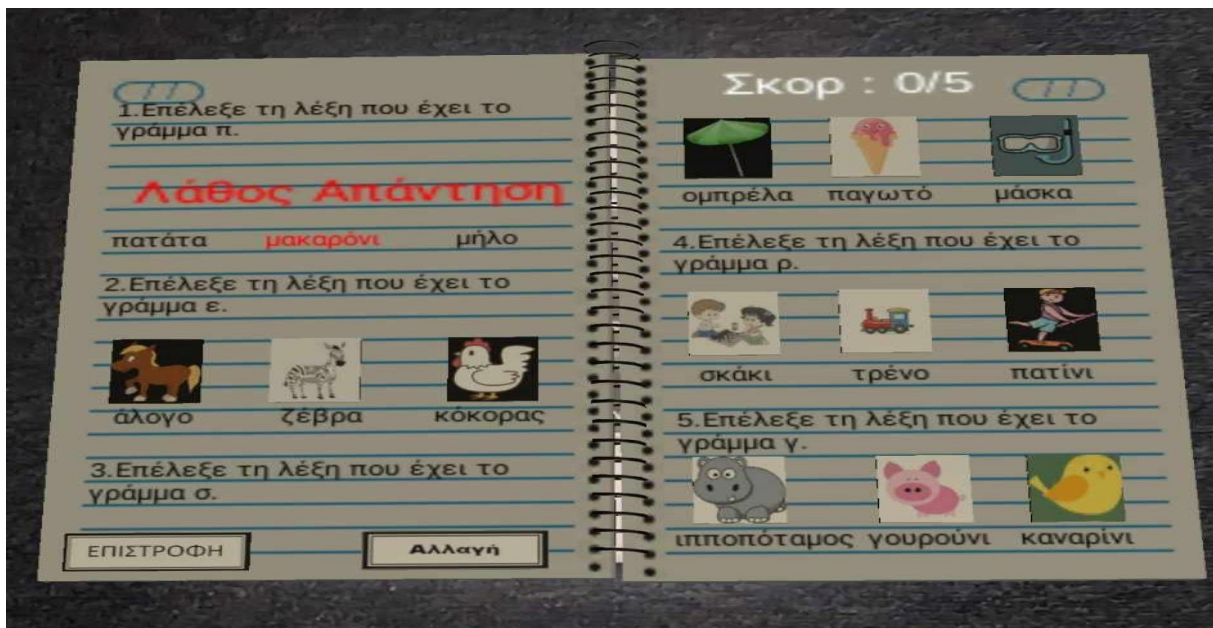 1.Επέλεξε τη λέξη που έχει το
γράμμα π.
Λάθος Απάντηση
πατάτα μακαρόνι μήλο
2.Επέλεξε τη λέξη που έχει το
γράμμα ε.
άλογο ζέβρα κόκορας
3.Επέλεξε τη λέξη που έχει το
γράμμα σ.
ΕΠΙΣΤΡΟΦΗ Αλλαγή
Σκορ : 0/5
ομπρέλα παγωτό μάσκα
4.Επέλεξε τη λέξη που έχει το
γράμμα ρ.
σκάκι τρένο πατίνι
5.Επέλεξε τη λέξη που έχει το
γράμμα γ.
ιπποπόταμος γουρούνι καναρίνι